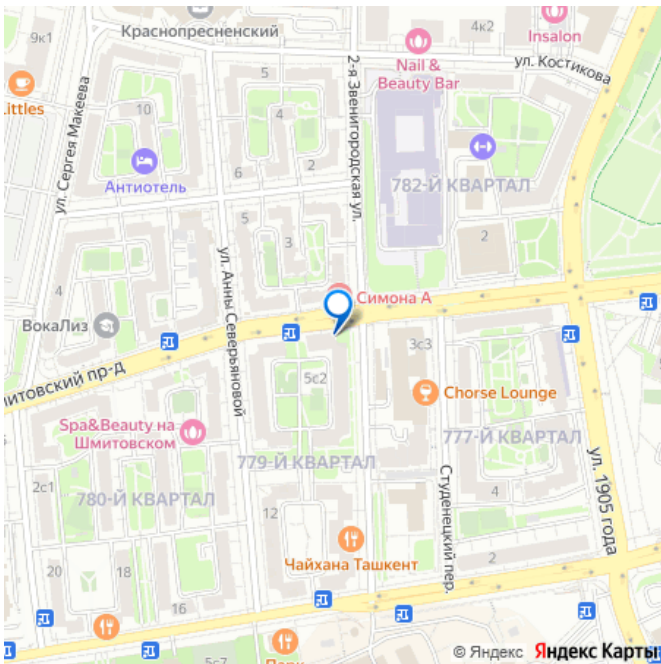 9к1
Краснопресненский
4к2
Insalon
Nail &
Beauty Bar
ул. Костикова
Littles
ул. Сергея Макеева
5
10
4
2
2-я Звенигородская ул.
Антиотель
6
782-Й КВАРТАЛ
5
3
2
ул. Анны Северьяновой
4
Симона А
ВокаЛиз
3с3
митовский пр-д
5с2
Chorse Lounge
Spa&Beauty на
Шмитовском
777-Й КВАРТАЛ
779-Й КВАРТАЛ
ул. 1905 года
2с1
780-Й КВАРТАЛ
Студенецкий пер.
4
12
Чайхана Ташкент
2
20
18
16
5с7
Парк
© Яндекс Яндекс Карты